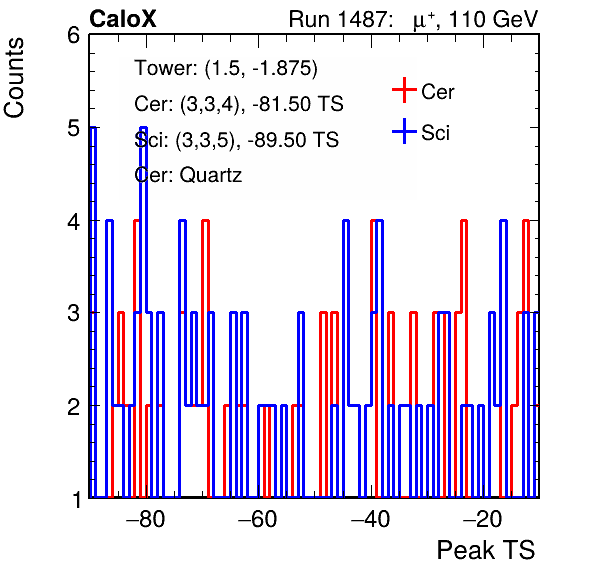 CaloX Run 1487: μ⁺, 110 GeV
Counts
6
5
4
3
2
1
Tower: (1.5, -1.875)
Cer: (3,3,4), -81.50 TS
Sci: (3,3,5), -89.50 TS
Cer: Quartz
Cer
Sci
−80 −60 −40 −20
Peak TS